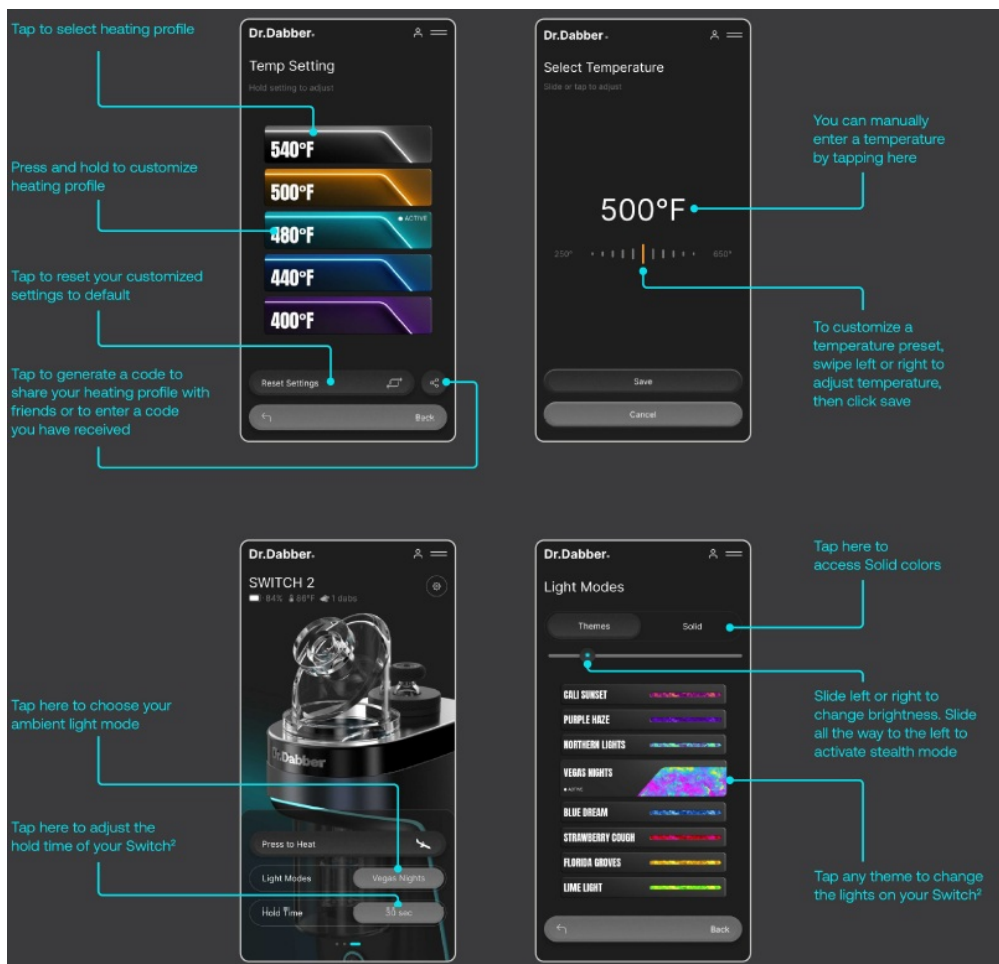 Tap to select heating profile
Press and hold to customize
heating profile
Tap to reset your customized
settings to default
Tap to generate a code to
share your heating profile with
friends or to enter a code
you have received
Dr.Dabber.
Temp Setting
Hold setting to adjust
540°F
500°F
480°F
ACTIVE
440°F
400°F
Reset Settings
Back
Dr.Dabber.
Select Temperature
Slide or tap to adjust
500°F
250°
650°
Save
Cancel
You can manually
enter a temperature
by tapping here
To customize a
temperature preset,
swipe left or right to
adjust temperature,
then click save
Tap here to choose your
ambient light mode
Tap here to adjust the
hold time of your Switch²
Dr.Dabber.
SWITCH 2
84% 86°F 1 dabs
Dr.Dabber
Press to Heat
Light Modes
Vegas Nights
Hold Time
30 sec
Dr.Dabber.
Light Modes
Themes
Solid
CALI SUNSET
PURPLE HAZE
NORTHERN LIGHTS
VEGAS NIGHTS
ACTIVE
BLUE DREAM
STRAWBERRY COUGH
FLORIDA GROVES
LIME LIGHT
Back
Tap here to
access Solid colors
Slide left or right to
change brightness. Slide
all the way to the left to
activate stealth mode
Tap any theme to change
the lights on your Switch²